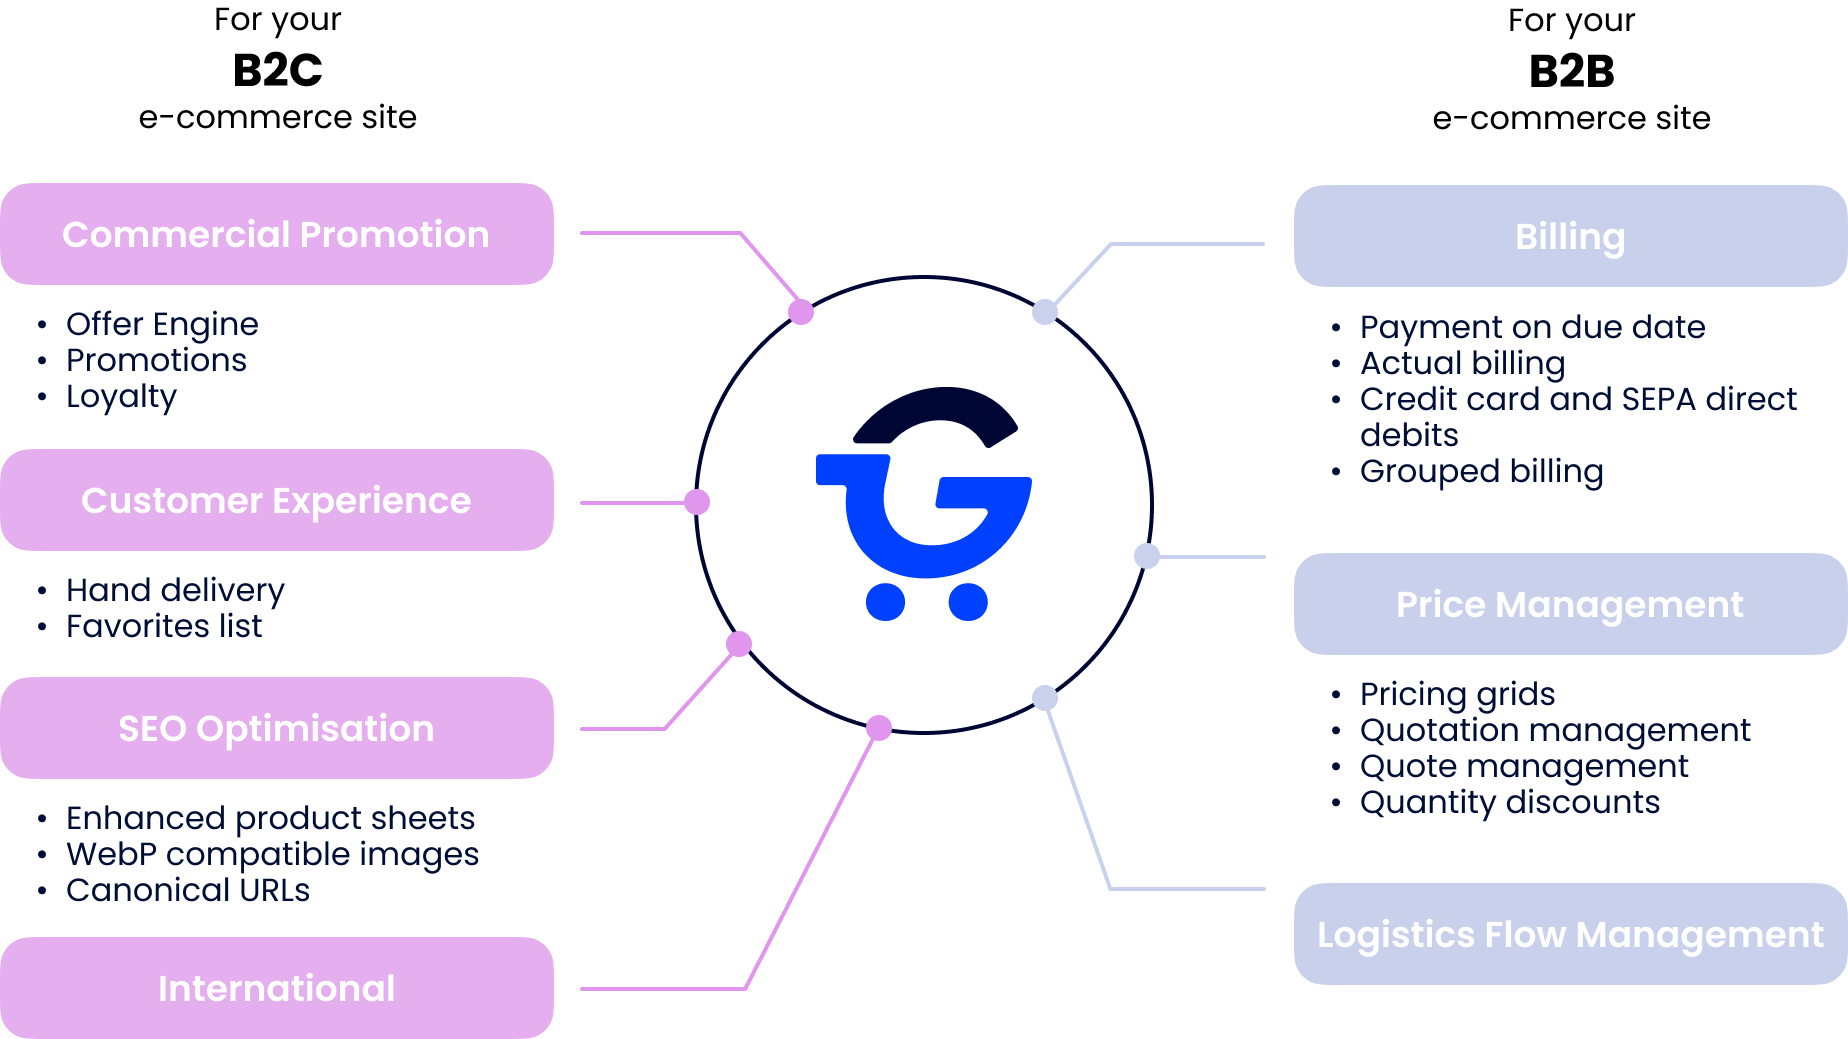 For your
B2C
e-commerce site
Commercial Promotion
• Offer Engine
• Promotions
• Loyalty
Customer Experience
• Hand delivery
• Favorites list
SEO Optimisation
• Enhanced product sheets
• WebP compatible images
• Canonical URLs
International
For your
B2B
e-commerce site
Billing
• Payment on due date
• Actual billing
• Credit card and SEPA direct
debits
• Grouped billing
Price Management
• Pricing grids
• Quotation management
• Quote management
• Quantity discounts
Logistics Flow Management